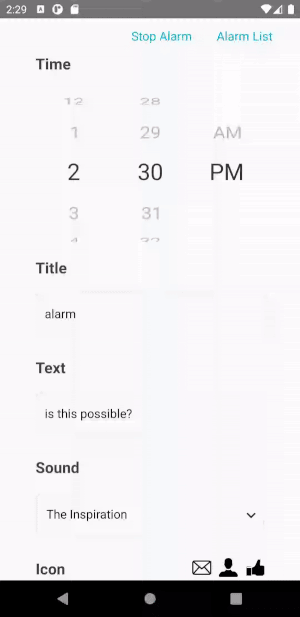 2:29
Stop Alarm Alarm List
Time
12 28
1 29 AM
2 30 PM
3 31
4 32
Title
alarm
Text
is this possible?
Sound
The Inspiration
Icon